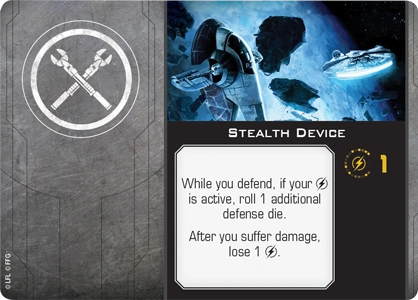 STEALTH DEVICE
1
While you defend, if your
is active, roll 1 additional
defense die.
After you suffer damage,
lose 1 .
©LFL ©FFG